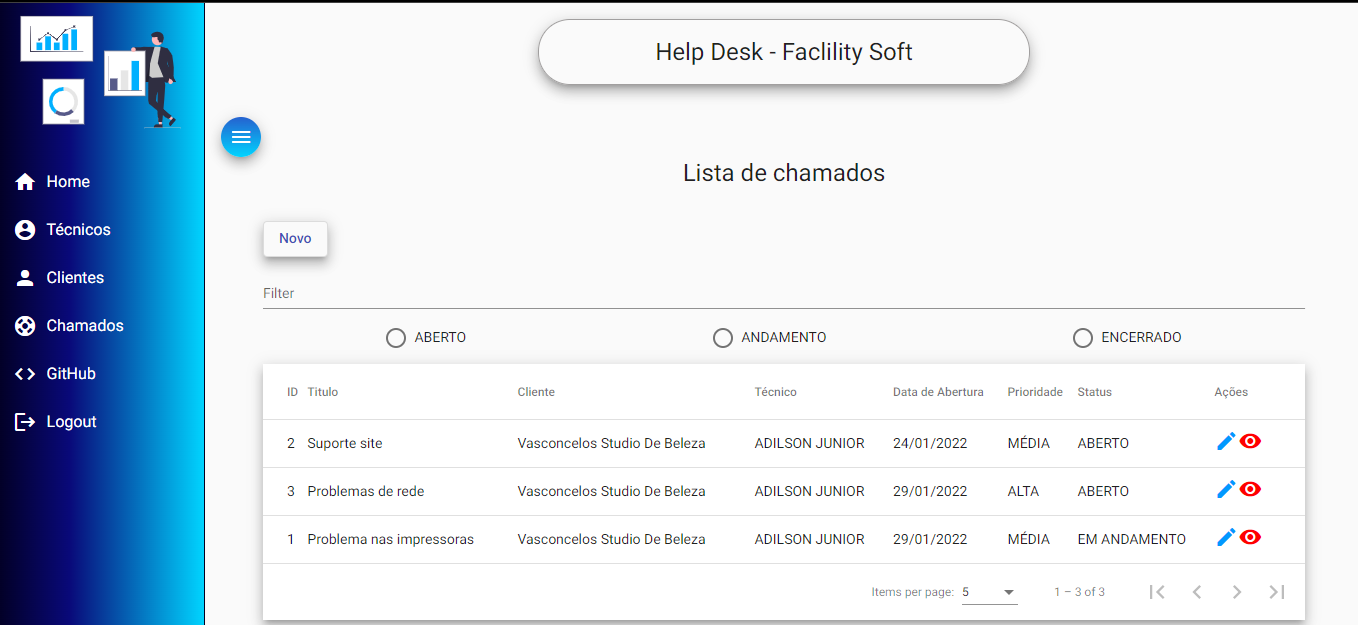 Help Desk - Faclility Soft
Home
Técnicos
Clientes
Chamados
GitHub
Logout
Lista de chamados
Novo
Filter
ABERTO ANDAMENTO ENCERRADO
ID Titulo Cliente Técnico Data de Abertura Prioridade Status Ações
2 Suporte site Vasconcelos Studio De Beleza ADILSON JUNIOR 24/01/2022 MÉDIA ABERTO
3 Problemas de rede Vasconcelos Studio De Beleza ADILSON JUNIOR 29/01/2022 ALTA ABERTO
1 Problema nas impressoras Vasconcelos Studio De Beleza ADILSON JUNIOR 29/01/2022 MÉDIA EM ANDAMENTO
Items per page: 5 1 – 3 of 3